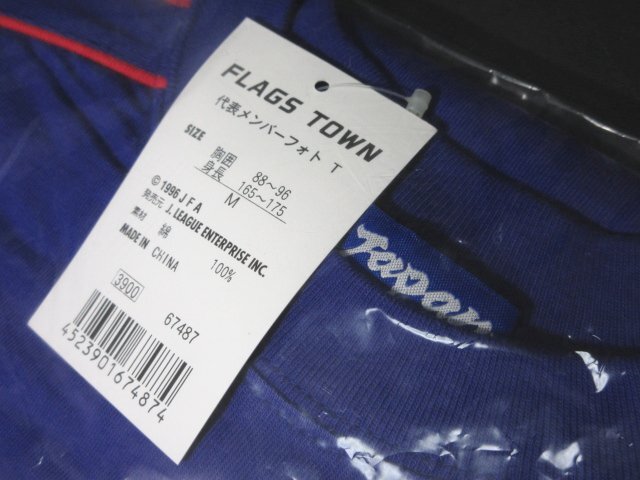 FLAGS TOWN
代表メンバーフォト T
SIZE
胸囲 88~96
身長 165~175
M
© 1996 J F A
発売元 J. LEAGUE ENTERPRISE INC.
素材 綿 100%
MADE IN CHINA
3900
67487
4523901674874
Japan